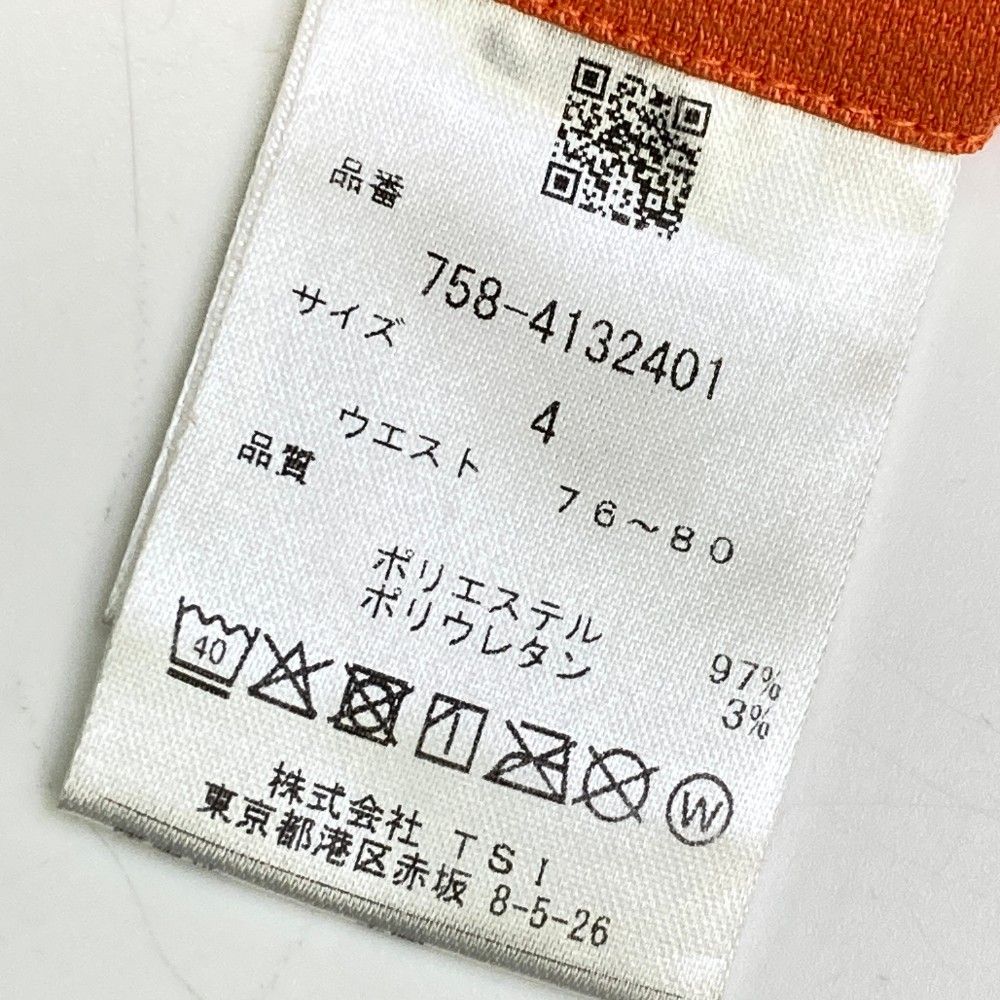 品番
758-4132401
サイズ
4
ウエスト 76～80
品質
ポリエステル 97%
ポリウレタン 3%
40
W
株式会社 TSI
東京都港区赤坂 8-5-26